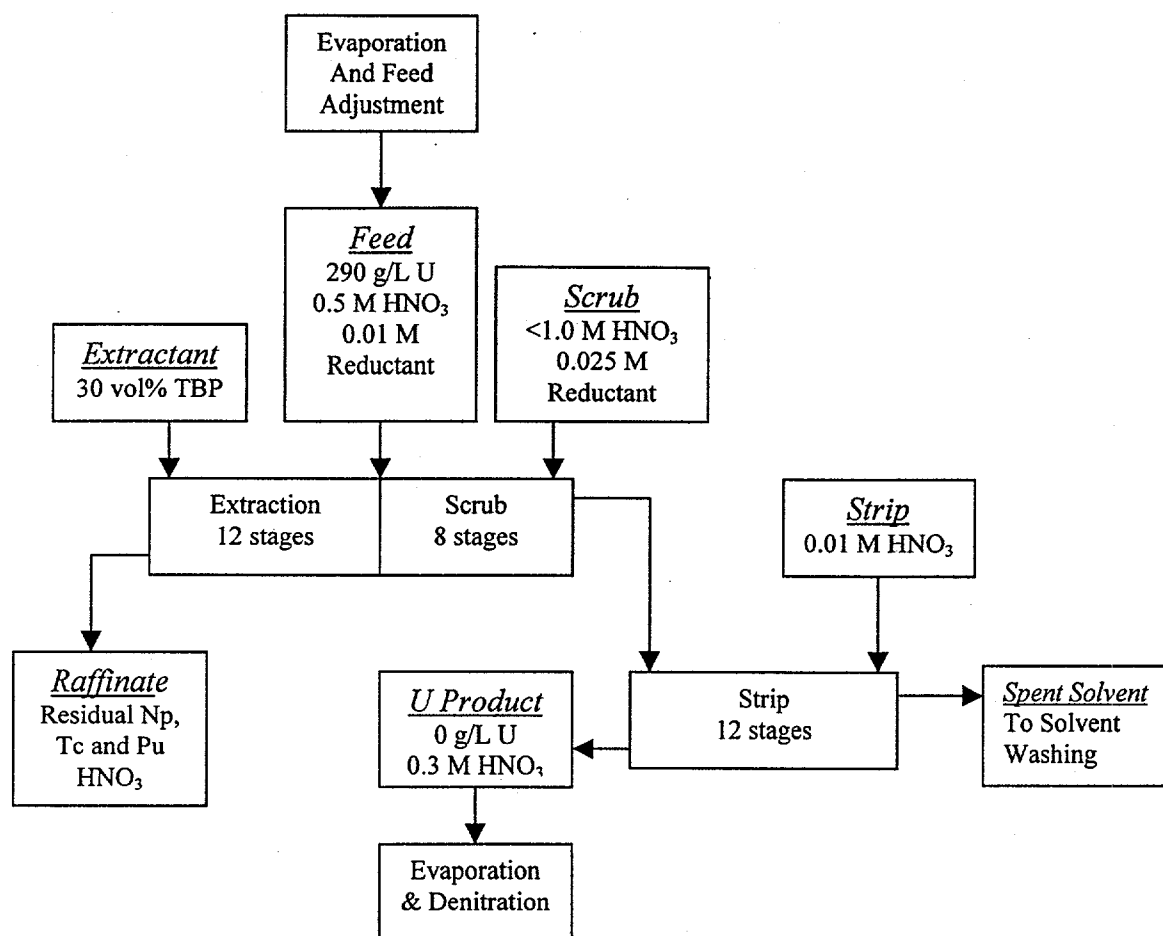 Evaporation
And Feed
Adjustment
Feed
290 g/L U
0.5 M HNO₃
0.01 M
Reductant
Scrub
<1.0 M HNO₃
0.025 M
Reductant
Extractant
30 vol% TBP
Extraction
12 stages
Scrub
8 stages
Strip
0.01 M HNO₃
Raffinate
Residual Np,
Tc and Pu
HNO₃
U Product
0 g/L U
0.3 M HNO₃
Strip
12 stages
Spent Solvent
To Solvent
Washing
Evaporation
& Denitration